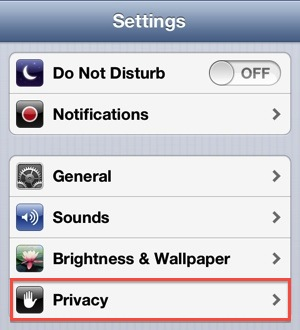 Settings
Do Not Disturb OFF
Notifications
General
Sounds
Brightness & Wallpaper
Privacy